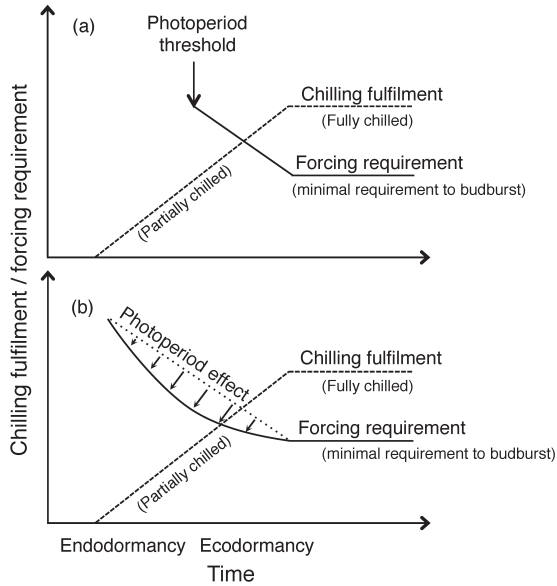 (a)
Photoperiod
threshold
Chilling fulfilment
(Fully chilled)
Forcing requirement
(minimal requirement to budburst)
(Partially chilled)
Chilling fulfilment / forcing requirement
(b)
Photoperiod effect
Chilling fulfilment
(Fully chilled)
Forcing requirement
(minimal requirement to budburst)
(Partially chilled)
Endodormancy Ecodormancy
Time